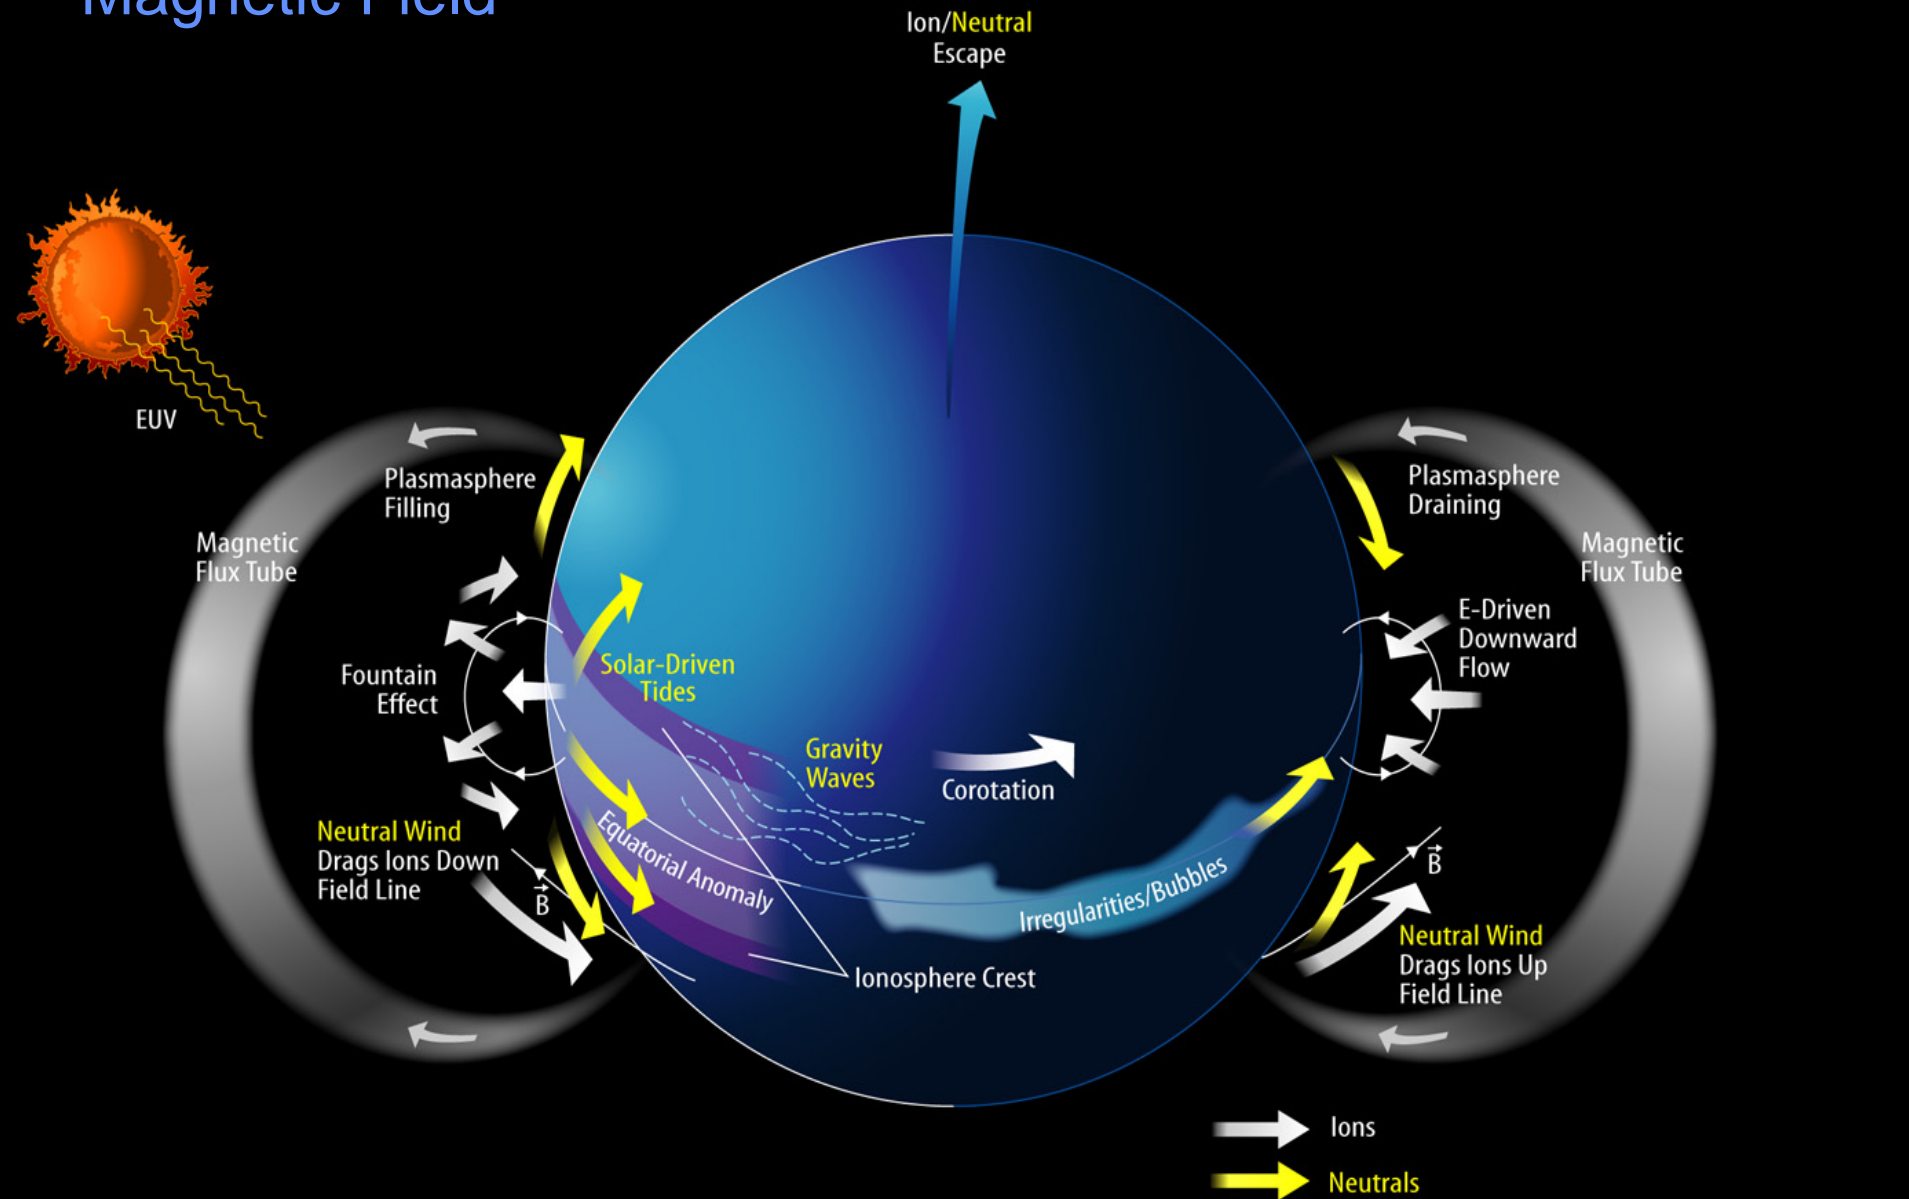 Magnetic Field
Ion/Neutral
Escape
EUV
Plasmasphere
Filling
Magnetic
Flux Tube
Fountain
Effect
Neutral Wind
Drags Ions Down
Field Line
B
Solar-Driven
Tides
Gravity
Waves
Corotation
Equatorial Anomaly
Irregularities/Bubbles
Ionosphere Crest
Plasmasphere
Draining
Magnetic
Flux Tube
E-Driven
Downward
Flow
B
Neutral Wind
Drags Ions Up
Field Line
Ions
Neutrals